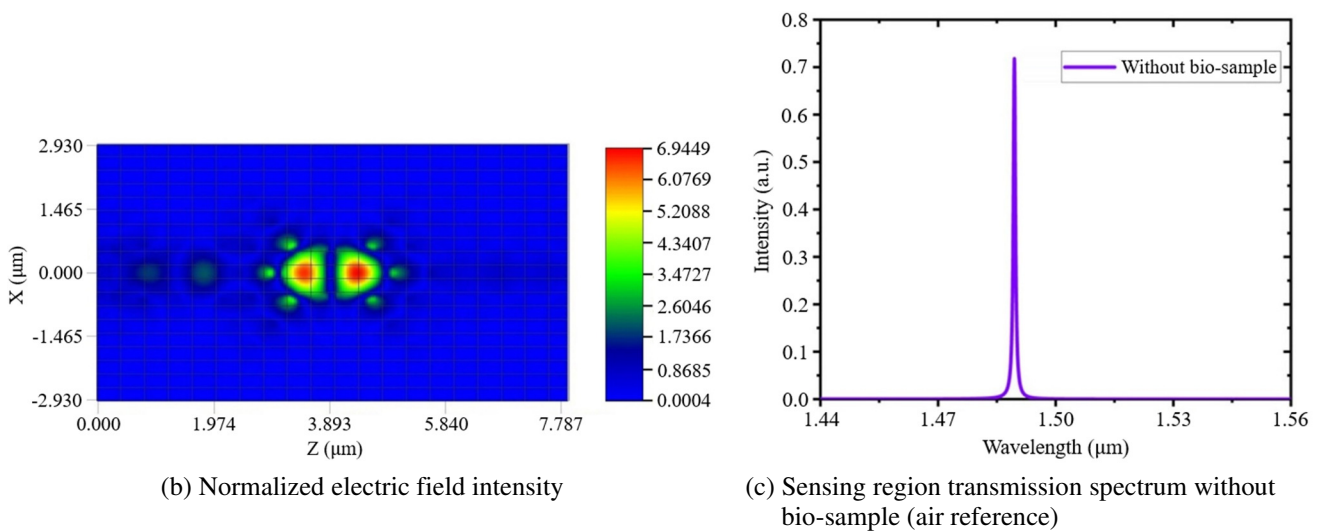 2.930
1.465
0.000
-1.465
-2.930
X (μm)
0.000 1.974 3.893 5.840 7.787
Z (μm)
6.9449
6.0769
5.2088
4.3407
3.4727
2.6046
1.7366
0.8685
0.0004
(b) Normalized electric field intensity
0.8
0.7
0.6
0.5
0.4
0.3
0.2
0.1
0.0
Intensity (a.u.)
Without bio-sample
1.44 1.47 1.50 1.53 1.56
Wavelength (μm)
(c) Sensing region transmission spectrum without
bio-sample (air reference)